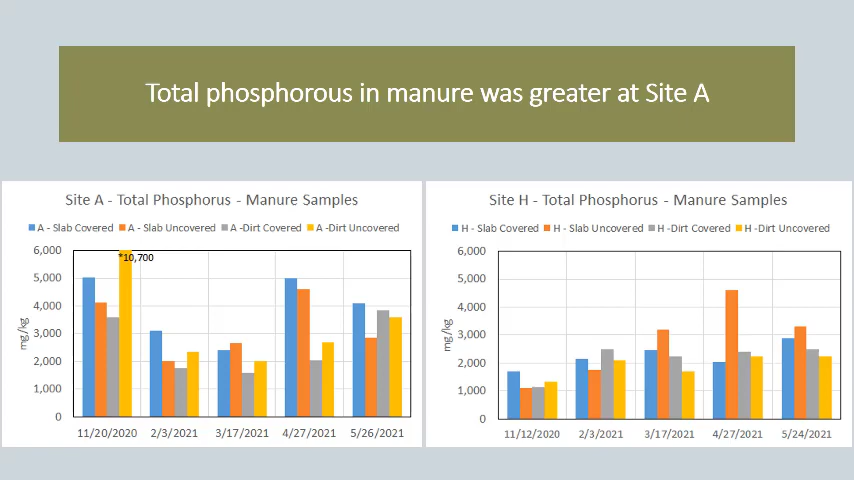 Total phosphorous in manure was greater at Site A
Site A - Total Phosphorus - Manure Samples
A - Slab Covered A - Slab Uncovered A -Dirt Covered A -Dirt Uncovered
6,000
*10,700
5,000
4,000
3,000
2,000
1,000
0
mg/kg
11/20/2020 2/3/2021 3/17/2021 4/27/2021 5/26/2021
Site H - Total Phosphorus - Manure Samples
H - Slab Covered H - Slab Uncovered H -Dirt Covered H -Dirt Uncovered
6,000
5,000
4,000
3,000
2,000
1,000
0
mg/kg
11/12/2020 2/3/2021 3/17/2021 4/27/2021 5/24/2021